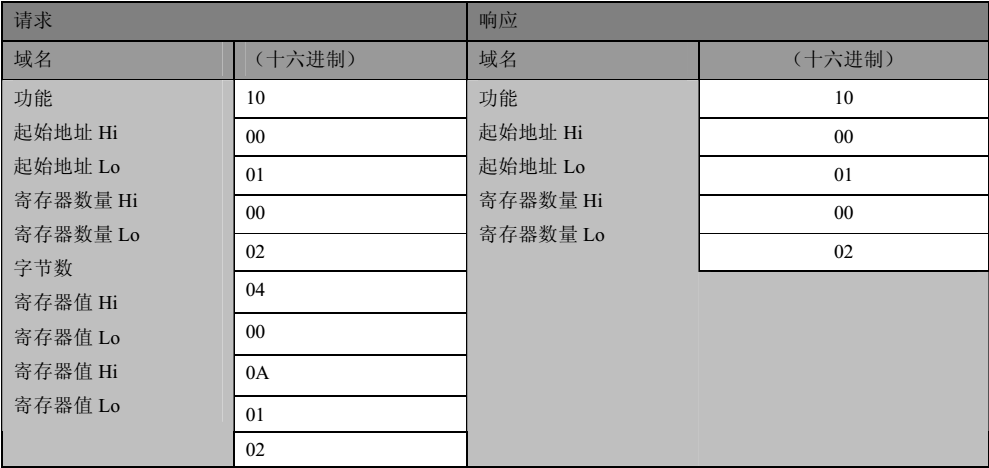 请求 响应
域名 （十六进制） 域名 （十六进制）
功能 10 功能 10
起始地址 Hi 00 起始地址 Hi 00
起始地址 Lo 01 起始地址 Lo 01
寄存器数量 Hi 00 寄存器数量 Hi 00
寄存器数量 Lo 02 寄存器数量 Lo 02
字节数 04
寄存器值 Hi 00
寄存器值 Lo 0A
寄存器值 Hi 01
寄存器值 Lo 02